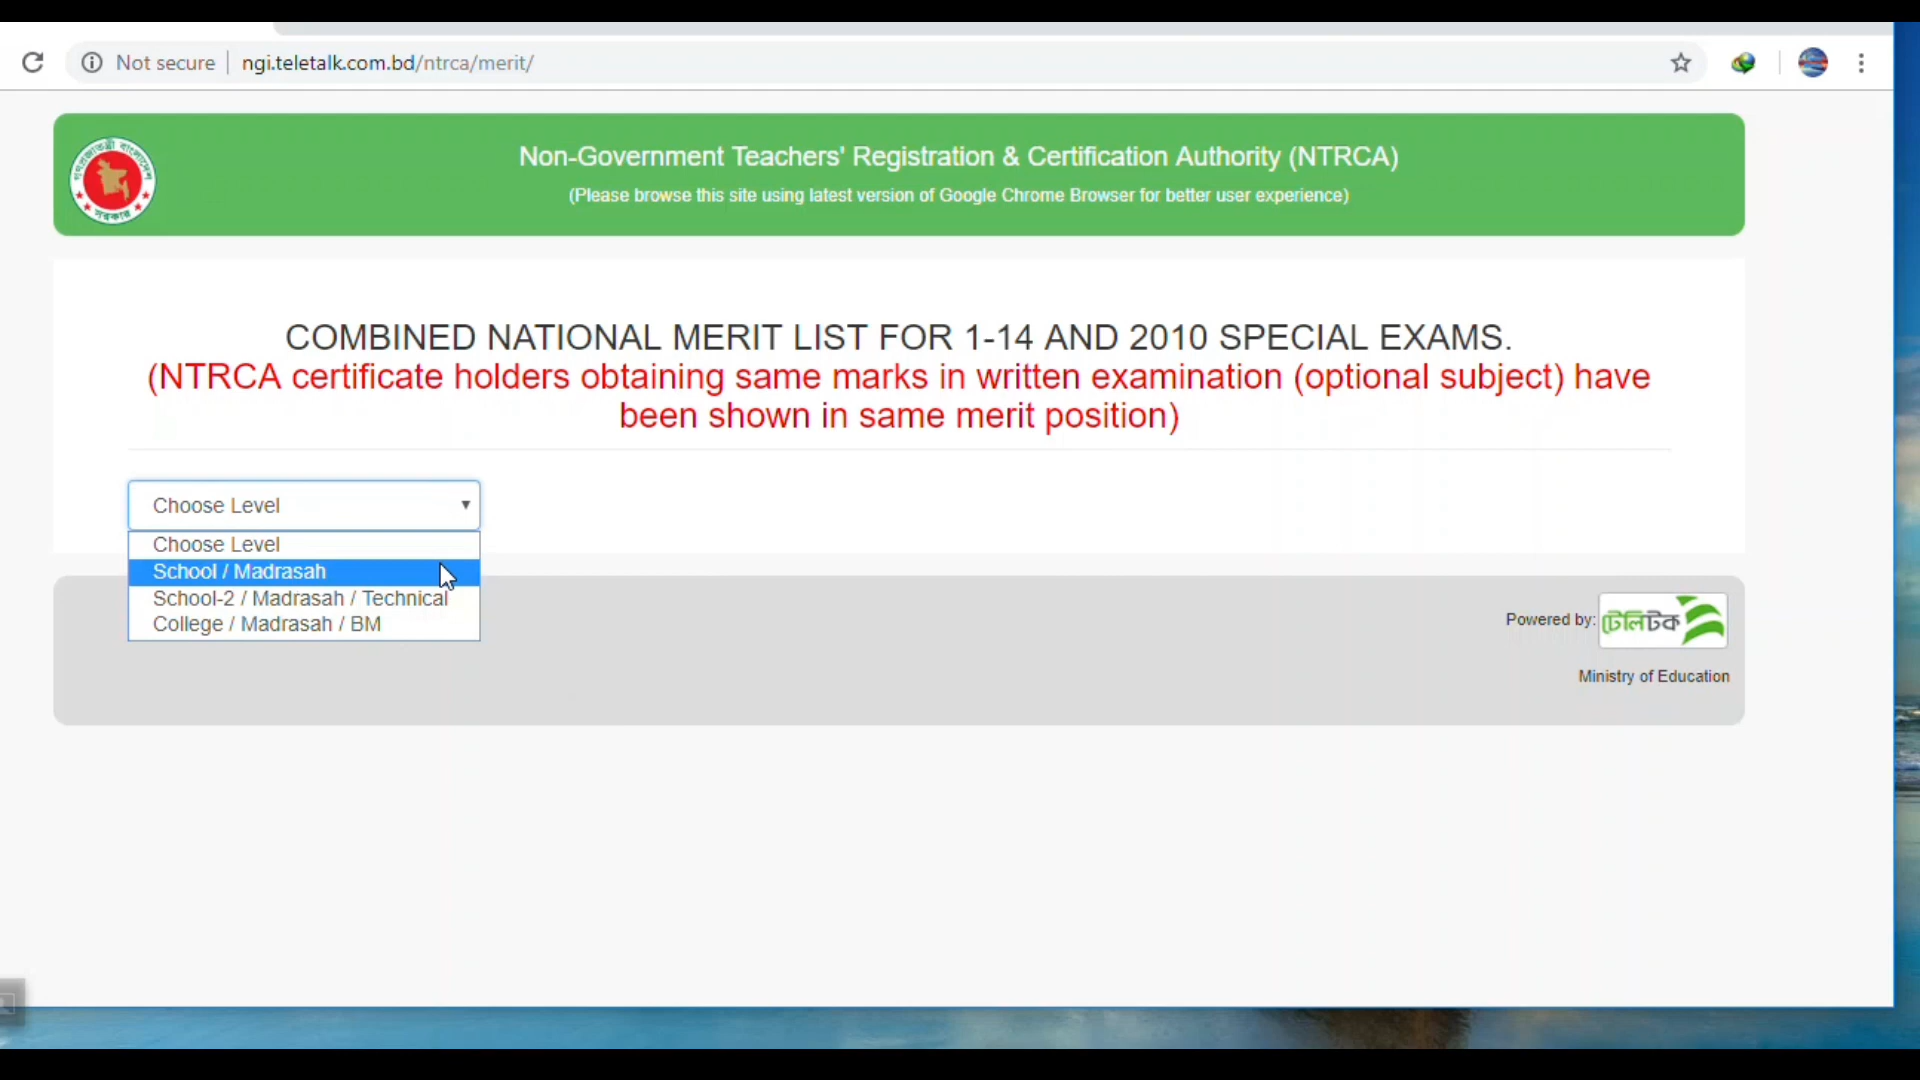 Not secure ngi.teletalk.com.bd/ntrca/merit/
গণপ্রজাতন্ত্রী বাংলাদেশ
সরকার
Non-Government Teachers' Registration & Certification Authority (NTRCA)
(Please browse this site using latest version of Google Chrome Browser for better user experience)
COMBINED NATIONAL MERIT LIST FOR 1-14 AND 2010 SPECIAL EXAMS.
(NTRCA certificate holders obtaining same marks in written examination (optional subject) have
been shown in same merit position)
Choose Level
Choose Level
School / Madrasah
School-2 / Madrasah / Technical
College / Madrasah / BM
Powered by: টেলিটক
Ministry of Education